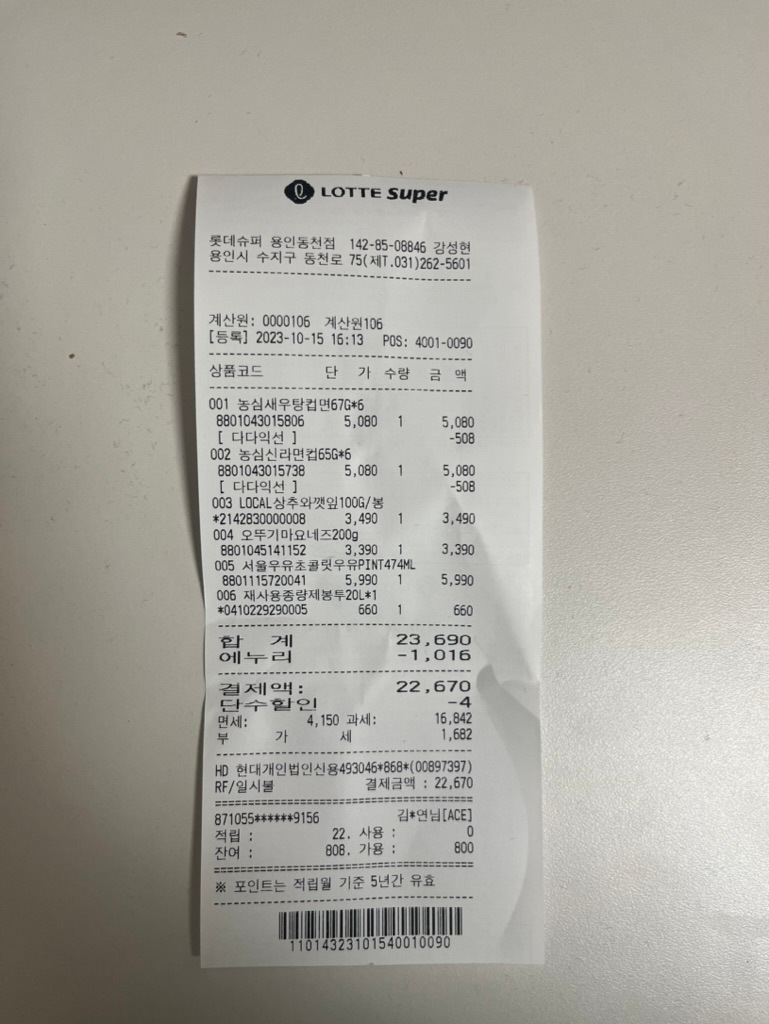 LOTTE Super
롯데슈퍼 용인동천점 142-85-08846 강성현
용인시 수지구 동천로 75(제T.031)262-5601
계산원: 0000106 계산원106
[등록] 2023-10-15 16:13 POS: 4001-0090
상품코드 단 가 수량 금 액
001 농심새우탕컵면67G*6
8801043015806 5,080 1 5,080
[ 다다익선 ] -508
002 농심신라면컵65G*6
8801043015738 5,080 1 5,080
[ 다다익선 ] -508
003 LOCAL상추와깻잎100G/봉
*2142830000008 3,490 1 3,490
004 오뚜기마요네즈200g
8801045141152 3,390 1 3,390
005 서울우유초콜릿우유PINT474ML
8801115720041 5,990 1 5,990
006 재사용종량제봉투20L*1
*0410229290005 660 1 660
합 계 23,690
에누리 -1,016
결제액: 22,670
단수할인 -4
면세: 4,150 과세: 16,842
부 가 세 1,682
HD 현대개인법인신용493046*868*(00897397)
RF/일시불 결제금액 : 22,670
871055******9156 김*연님[ACE]
적립 : 22. 사용 : 0
잔여 : 808. 가용 : 800
※ 포인트는 적립월 기준 5년간 유효
11014323101540010090